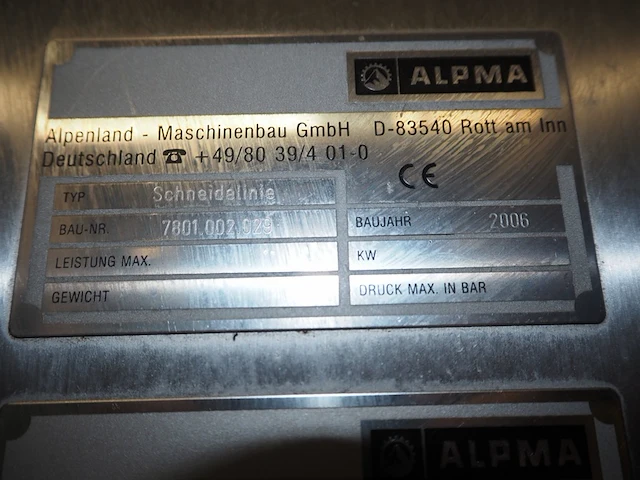 ALPMA
Alpenland - Maschinenbau GmbH D-83540 Rott am Inn
Deutschland ☎ +49/80 39/4 01-0
CE
TYP Schneidelinie
BAU-NR. 7801.002.029 BAUJAHR 2006
LEISTUNG MAX. KW
GEWICHT DRUCK MAX. IN BAR
ALPMA